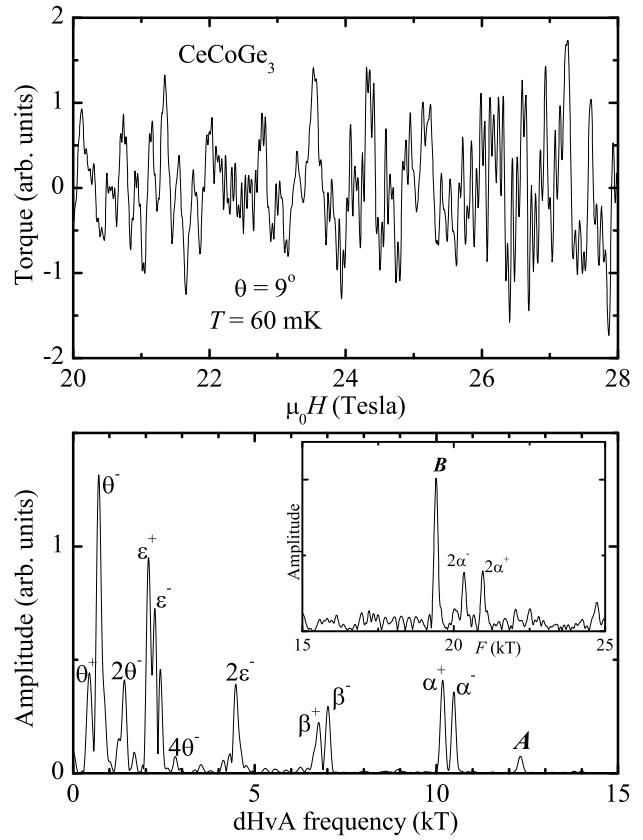 2
CeCoGe₃
1
0
-1
-2
Torque (arb. units)
θ = 9°
T = 60 mK
20 22 24 26 28
μ₀H (Tesla)
1
0
Amplitude (arb. units)
θ⁺
θ⁻
2θ⁻
ε⁺
ε⁻
4θ⁻
2ε⁻
β⁺
β⁻
α⁺
α⁻
A
0 5 10 15
dHvA frequency (kT)
Amplitude
B
2α⁻
2α⁺
15 20 25
F (kT)